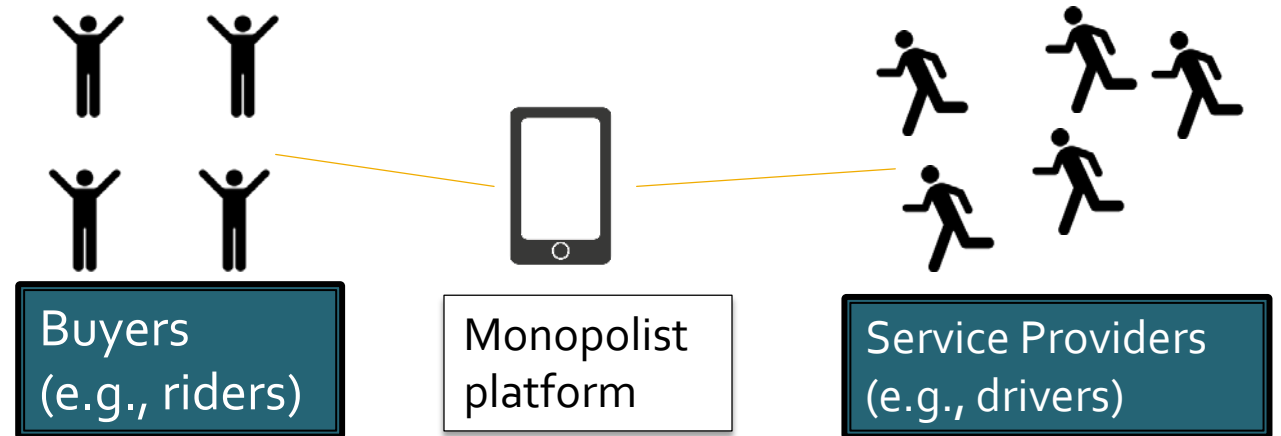 Buyers
(e.g., riders)
Monopolist
platform
Service Providers
(e.g., drivers)